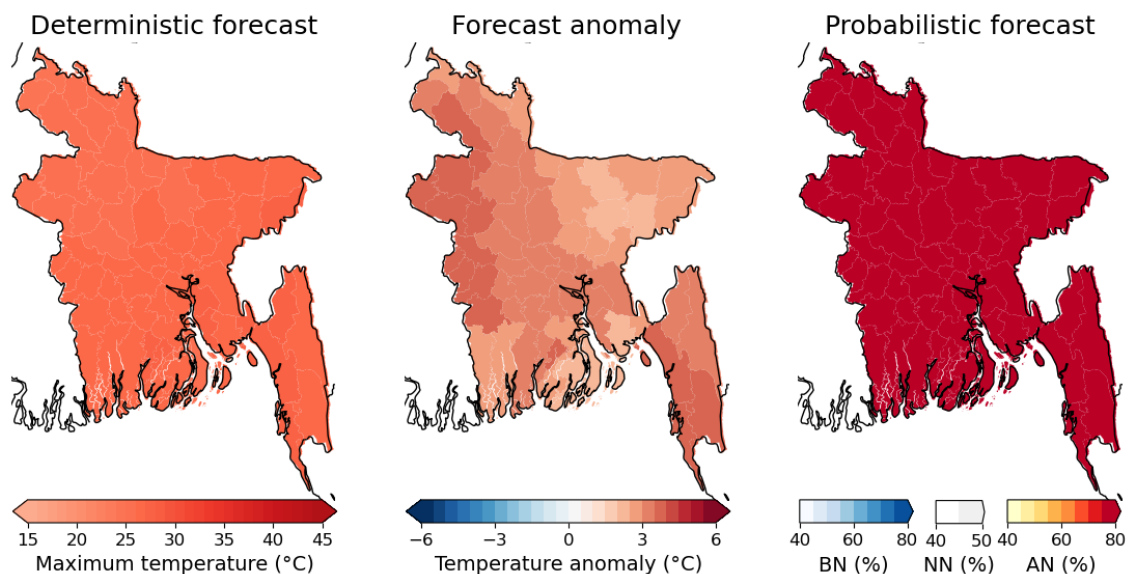 Deterministic forecast
Forecast anomaly
Probabilistic forecast
15 20 25 30 35 40 45
Maximum temperature (°C)
−6 −3 0 3 6
Temperature anomaly (°C)
40 60 80
BN (%)
40 50
NN (%)
40 60 80
AN (%)